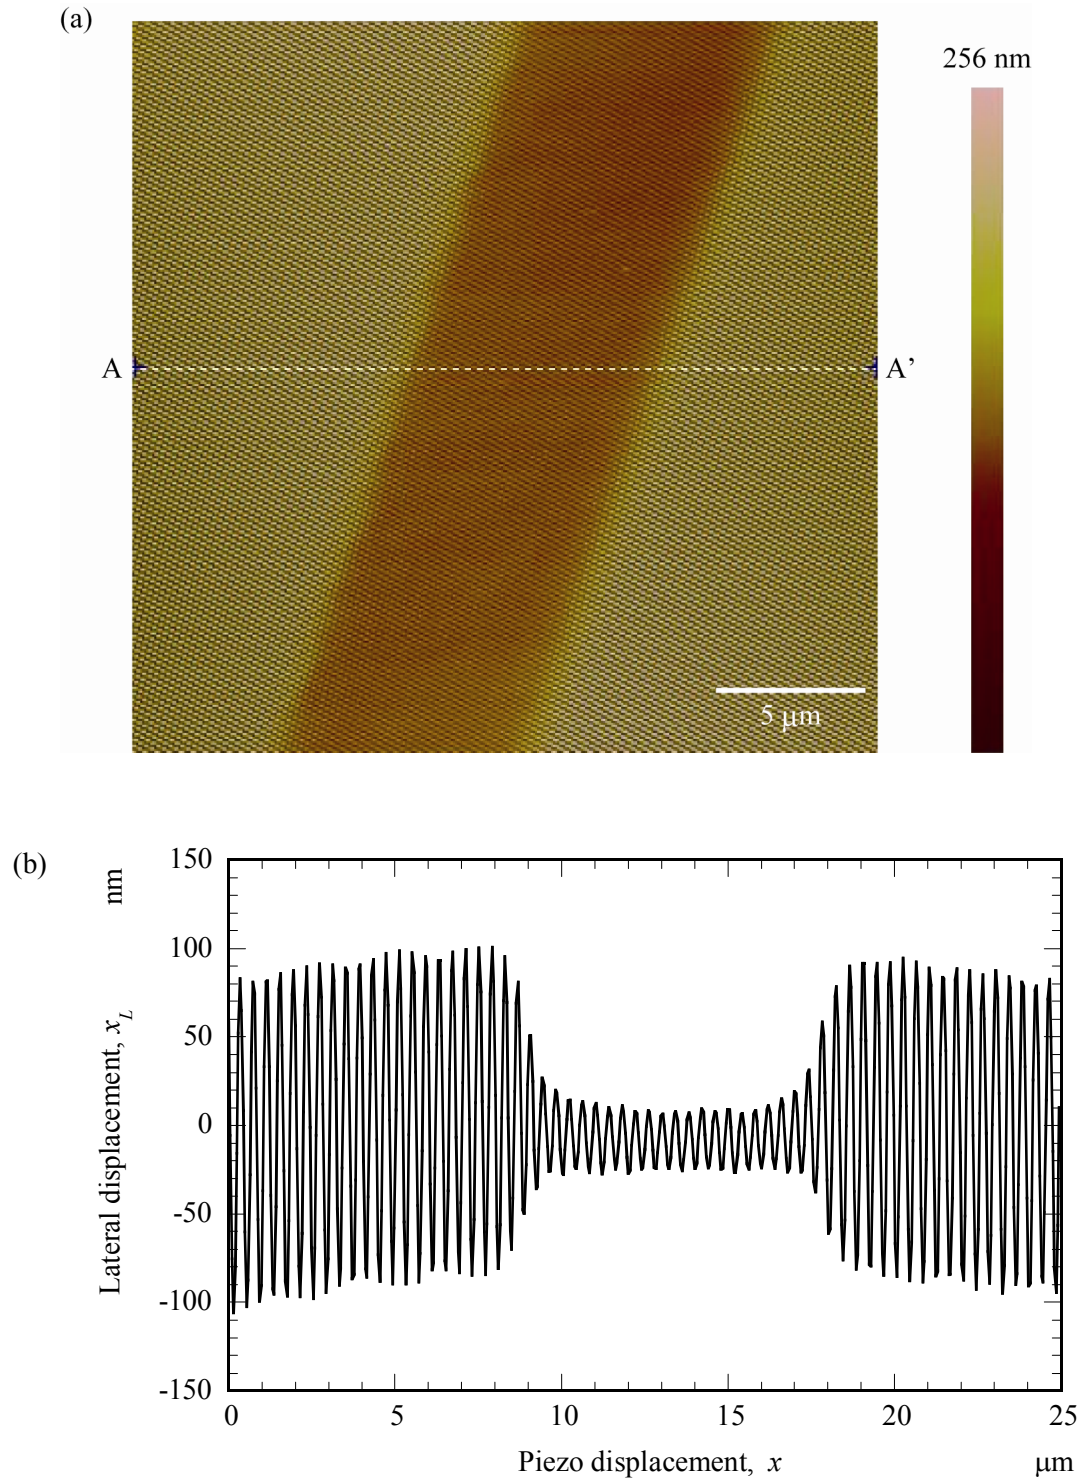 (a)
256 nm
A
A’
5 μm
(b)
nm
150
100
50
0
-50
-100
-150
Lateral displacement, x_L
0
5
10
15
20
25
Piezo displacement, x
μm